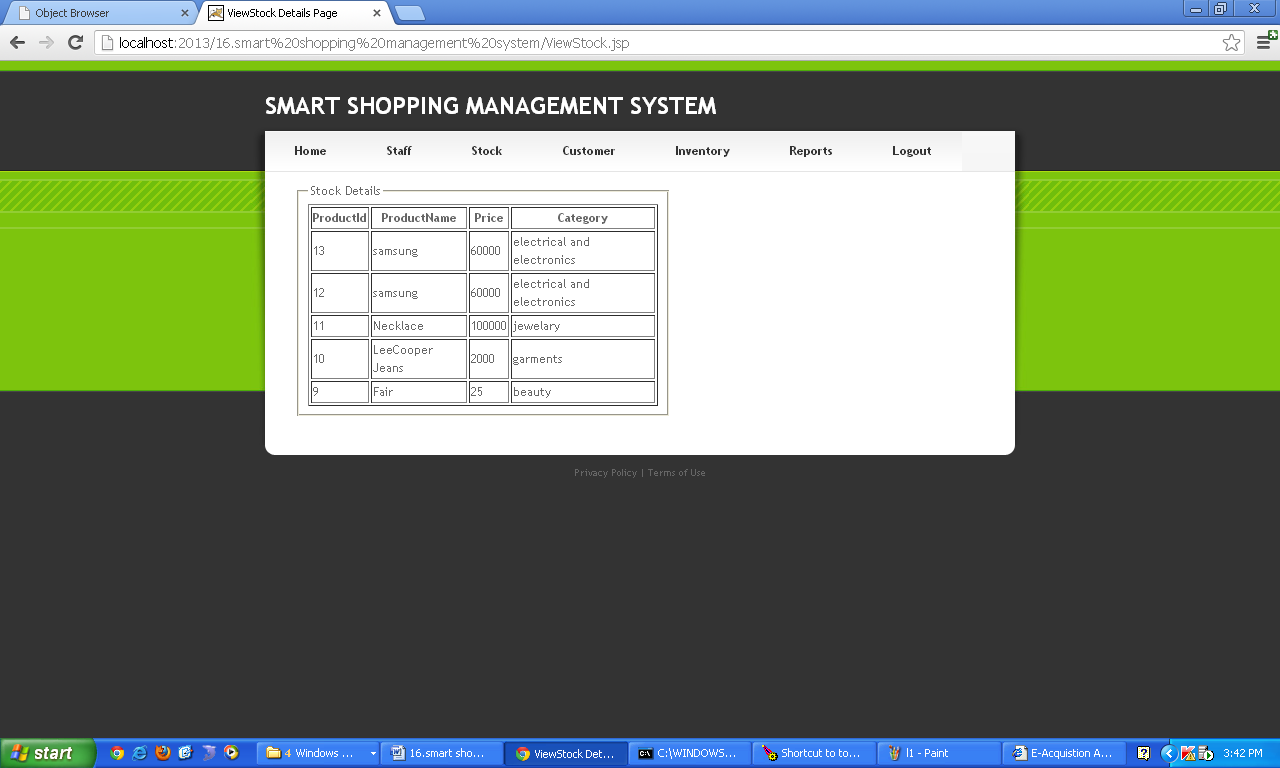 Object Browser
ViewStock Details Page
localhost:2013/16.smart%20shopping%20management%20system/ViewStock.jsp
SMART SHOPPING MANAGEMENT SYSTEM
Home Staff Stock Customer Inventory Reports Logout
Stock Details
ProductId ProductName Price Category
13 samsung 60000 electrical and
electronics
12 samsung 60000 electrical and
electronics
11 Necklace 100000 jewelary
10 LeeCooper
Jeans 2000 garments
9 Fair 25 beauty
Privacy Policy | Terms of Use
start 4 Windows ... 16.smart sho... ViewStock Det... C:\WINDOWS... Shortcut to to... l1 - Paint E-Acquistion A... 3:42 PM